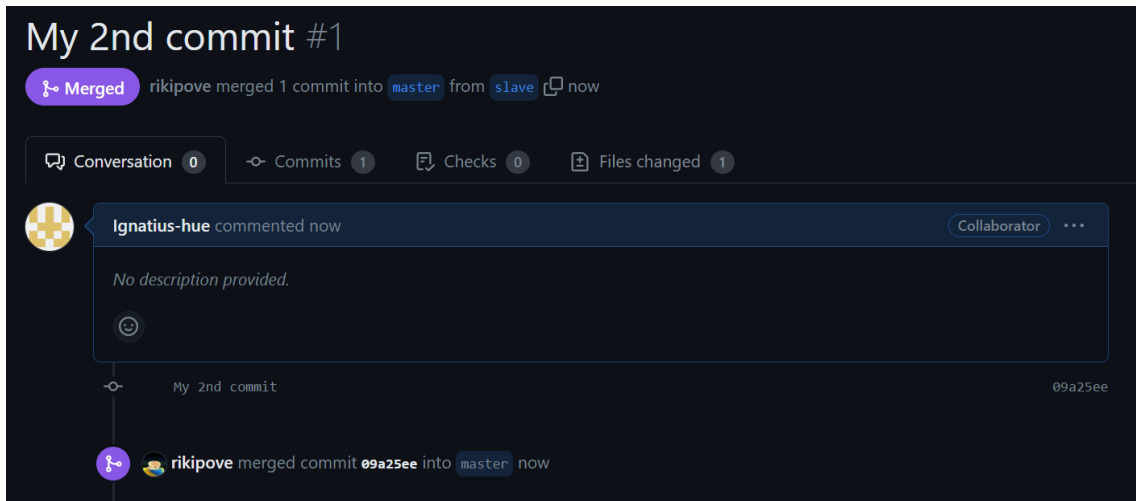 My 2nd commit #1
Merged rikipove merged 1 commit into master from slave now
Conversation 0 Commits 1 Checks 0 Files changed 1
Ignatius-hue commented now Collaborator
No description provided.
My 2nd commit 09a25ee
rikipove merged commit 09a25ee into master now